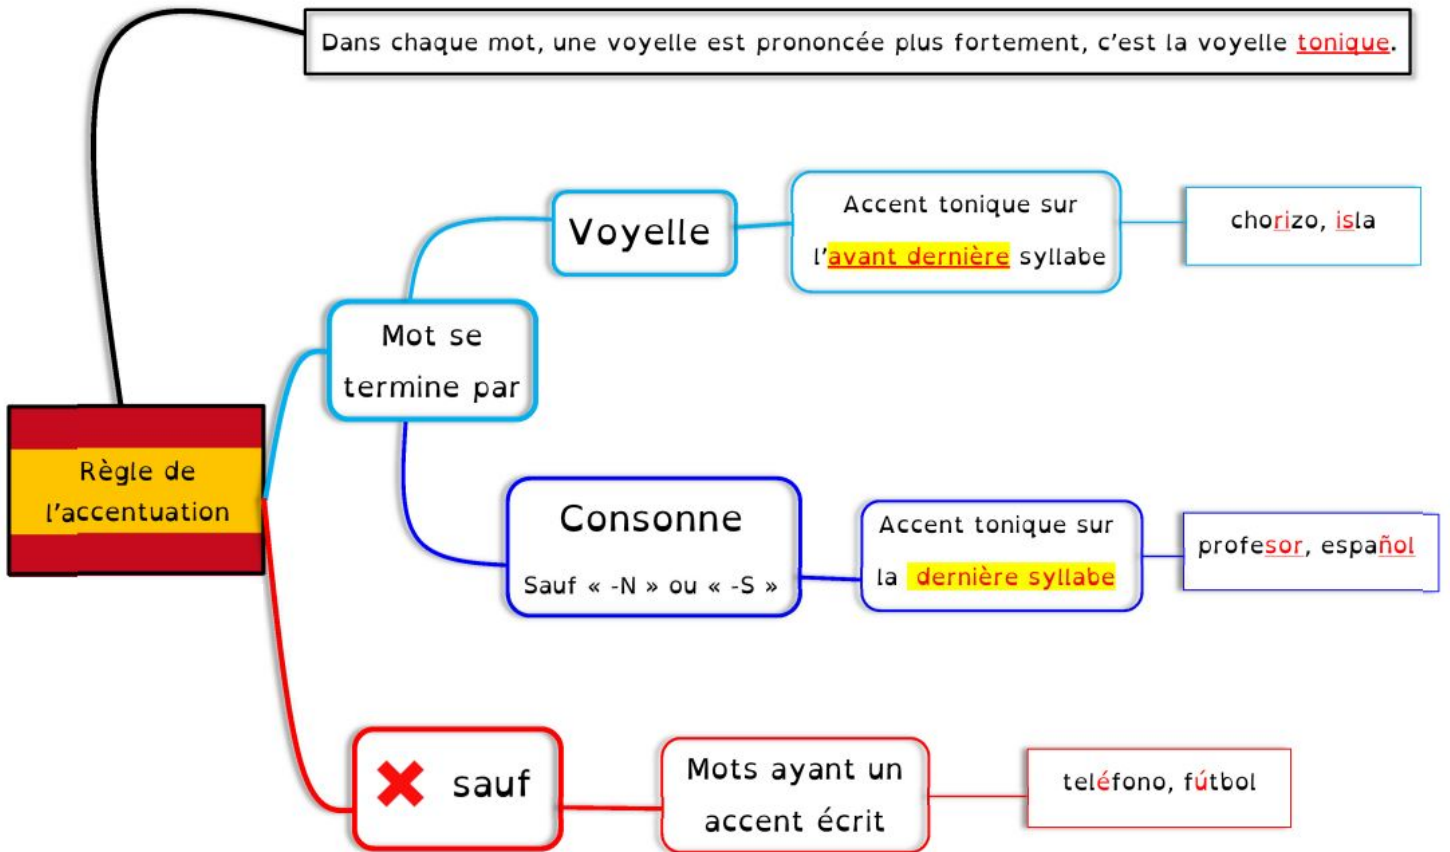 Dans chaque mot, une voyelle est prononcée plus fortement, c'est la voyelle tonique.
Règle de
l'accentuation
Mot se
termine par
Voyelle
Accent tonique sur
l'avant dernière syllabe
chorizo, isla
Consonne
Sauf « -N » ou « -S »
Accent tonique sur
la dernière syllabe
profesor, español
sauf
Mots ayant un
accent écrit
teléfono, fútbol